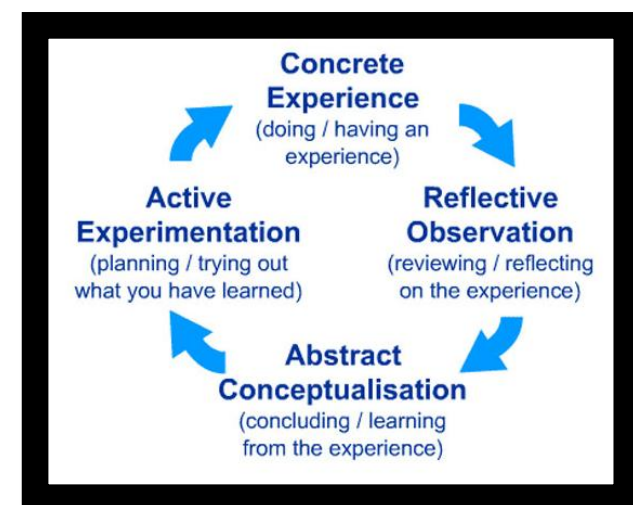 Concrete
Experience
(doing / having an
experience)
Reflective
Observation
(reviewing / reflecting
on the experience)
Abstract
Conceptualisation
(concluding / learning
from the experience)
Active
Experimentation
(planning / trying out
what you have learned)